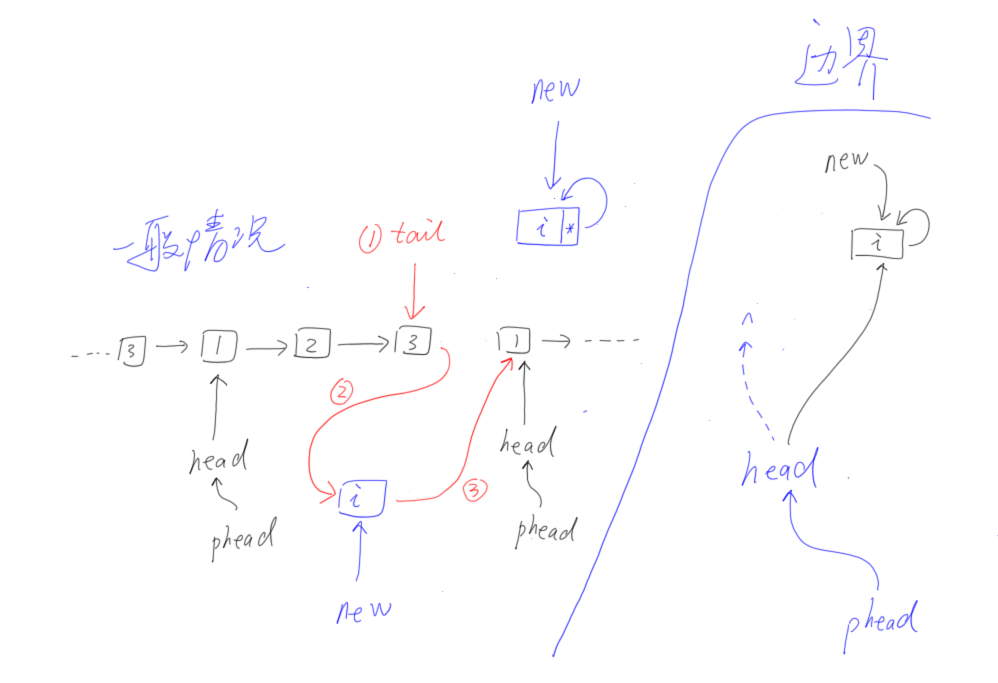 边界
new
i *
new
i
一般情况
① tail
3 1 2 3 1
②
head
head
head
i
③
phead
phead
new
phead